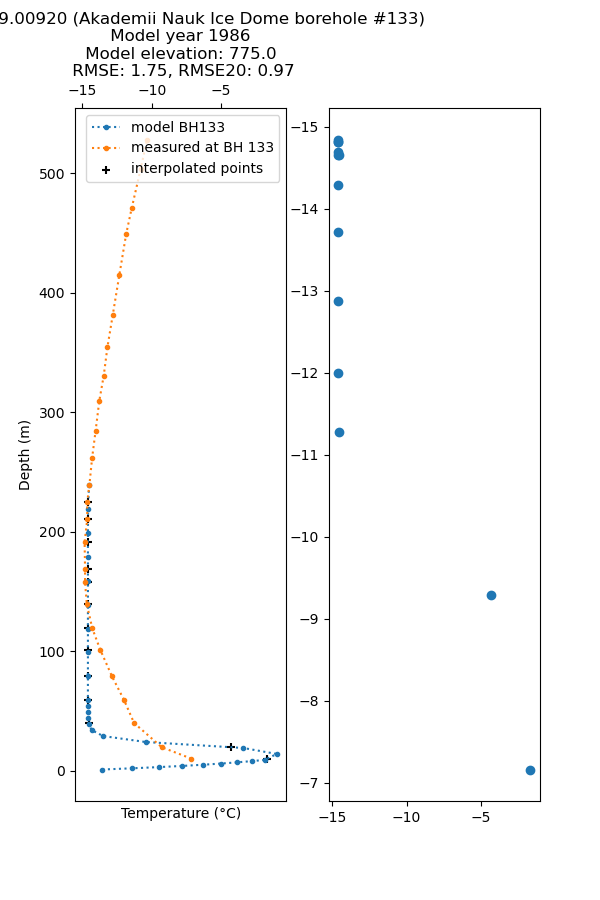 9.00920 (Akademii Nauk Ice Dome borehole #133)
Model year 1986
Model elevation: 775.0
RMSE: 1.75, RMSE20: 0.97
−15 −10 −5
model BH133
measured at BH 133
interpolated points
500
400
300
200
100
0
Depth (m)
Temperature (°C)
−15
−14
−13
−12
−11
−10
−9
−8
−7
−15 −10 −5